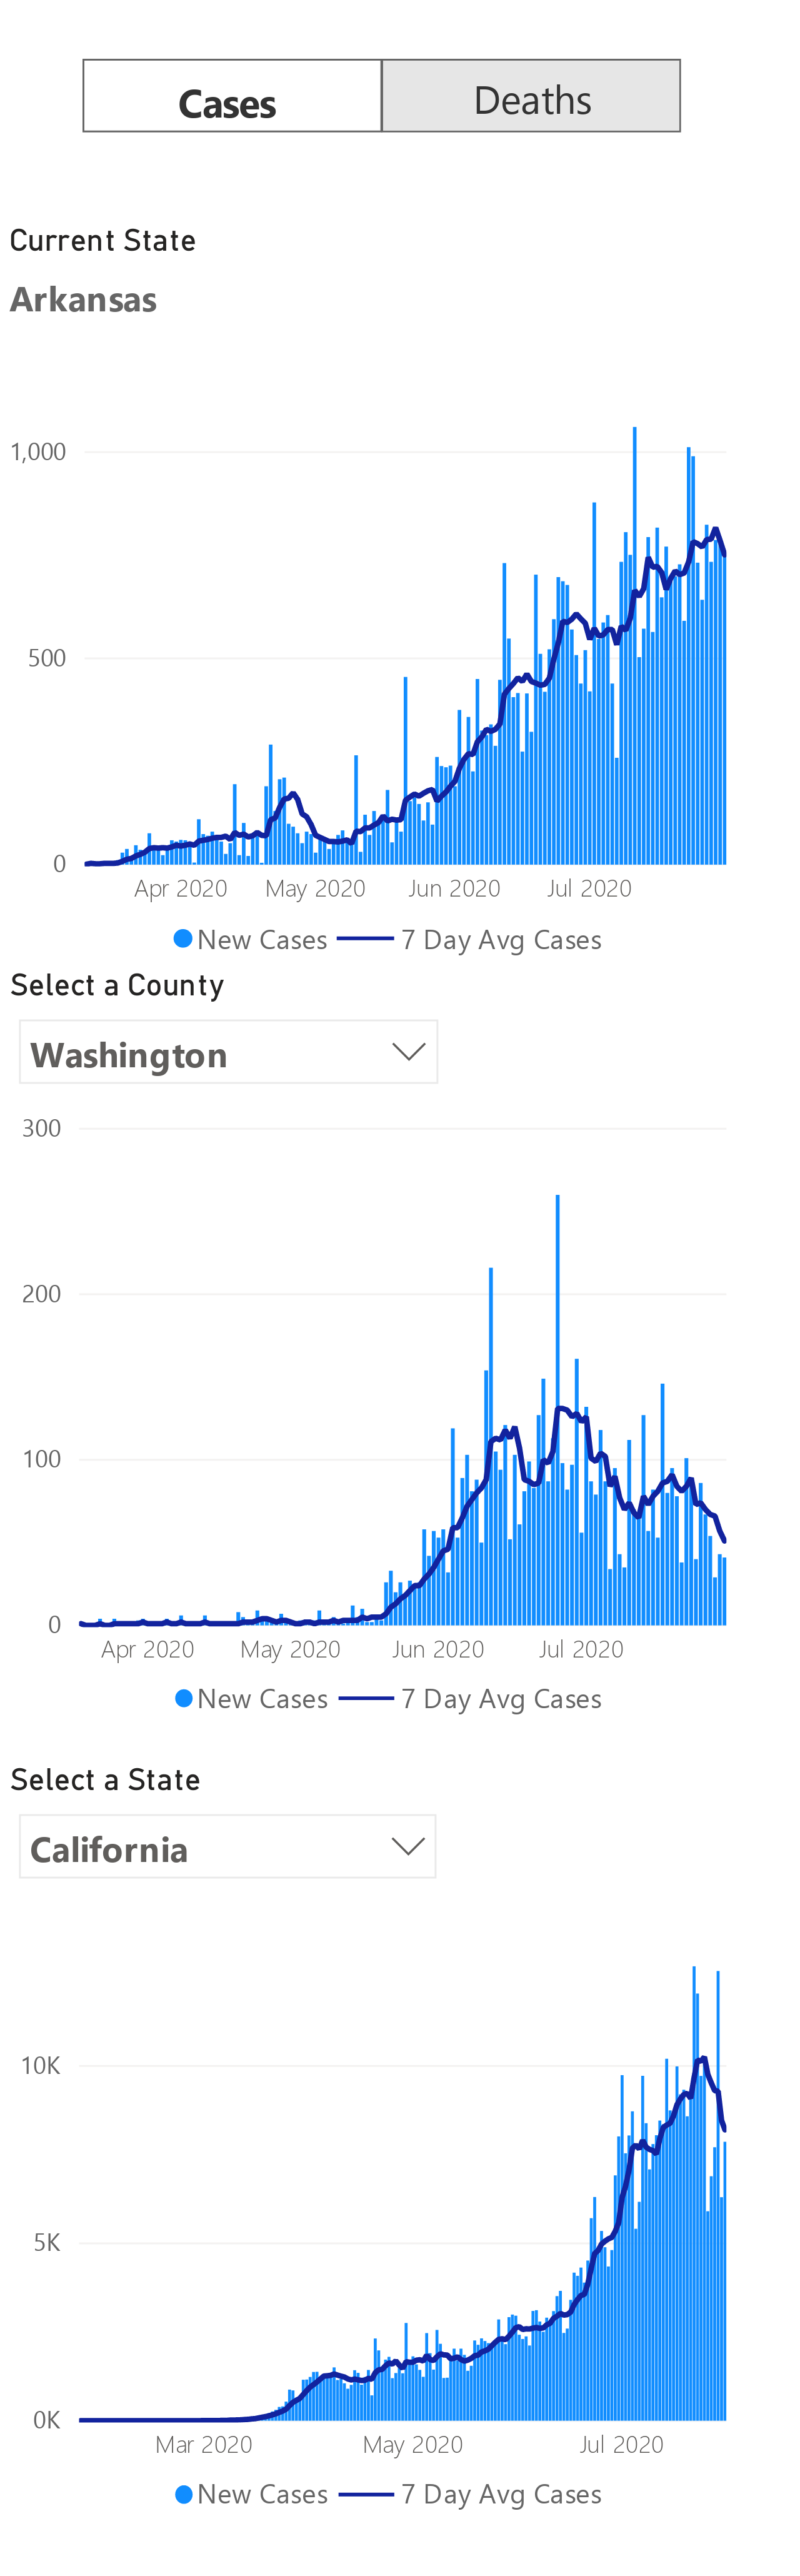 Cases Deaths
Current State
Arkansas
1,000
500
0
Apr 2020 May 2020 Jun 2020 Jul 2020
New Cases 7 Day Avg Cases
Select a County
Washington
300
200
100
0
Apr 2020 May 2020 Jun 2020 Jul 2020
New Cases 7 Day Avg Cases
Select a State
California
10K
5K
0K
Mar 2020 May 2020 Jul 2020
New Cases 7 Day Avg Cases